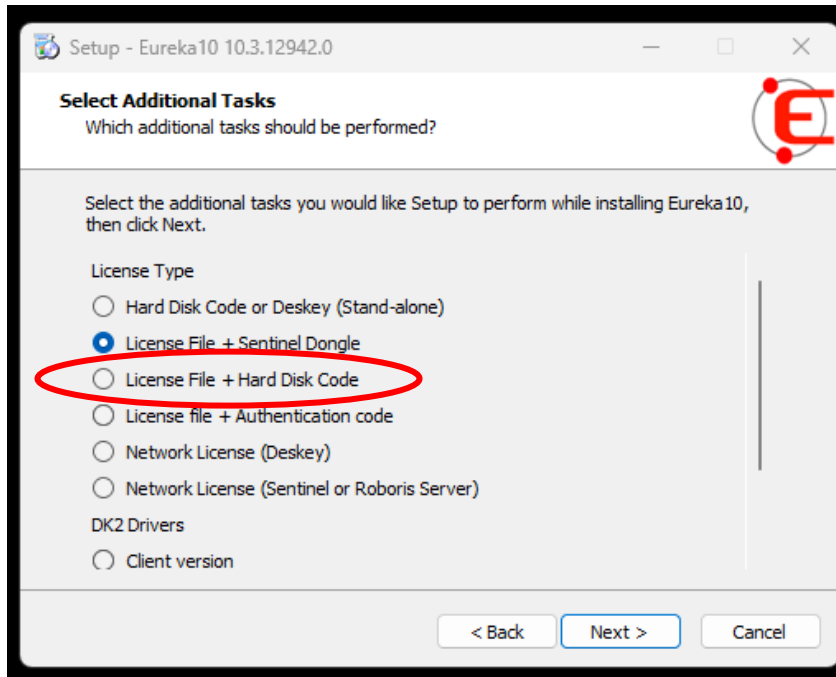 Setup - Eureka10 10.3.12942.0
Select Additional Tasks
Which additional tasks should be performed?
Select the additional tasks you would like Setup to perform while installing Eureka10,
then click Next.
License Type
Hard Disk Code or Deskey (Stand-alone)
License File + Sentinel Dongle
License File + Hard Disk Code
License file + Authentication code
Network License (Deskey)
Network License (Sentinel or Roboris Server)
DK2 Drivers
Client version
< Back Next > Cancel